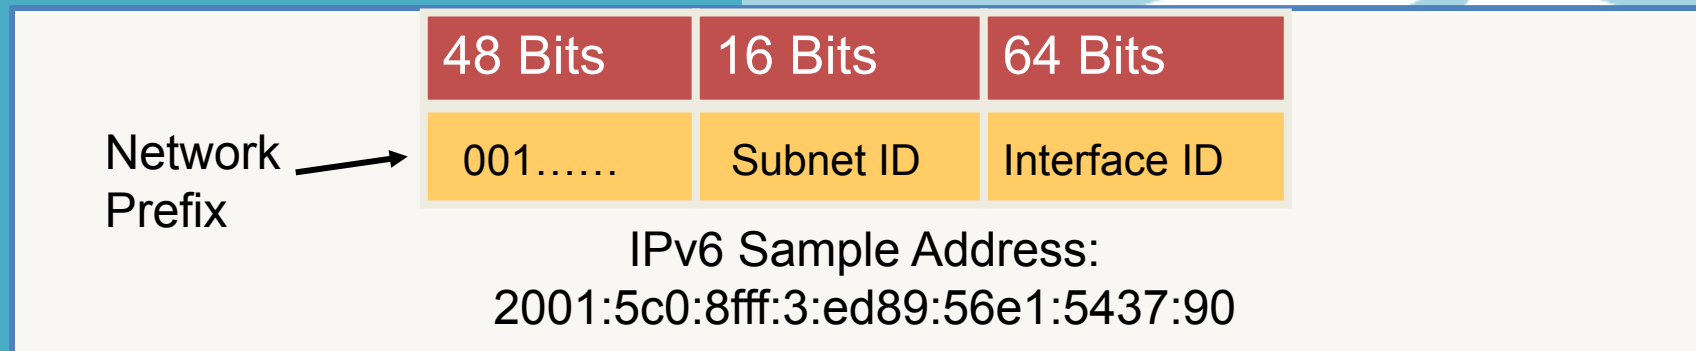 48 Bits 16 Bits 64 Bits
Network
Prefix
001…… Subnet ID Interface ID
IPv6 Sample Address:
2001:5c0:8fff:3:ed89:56e1:5437:90